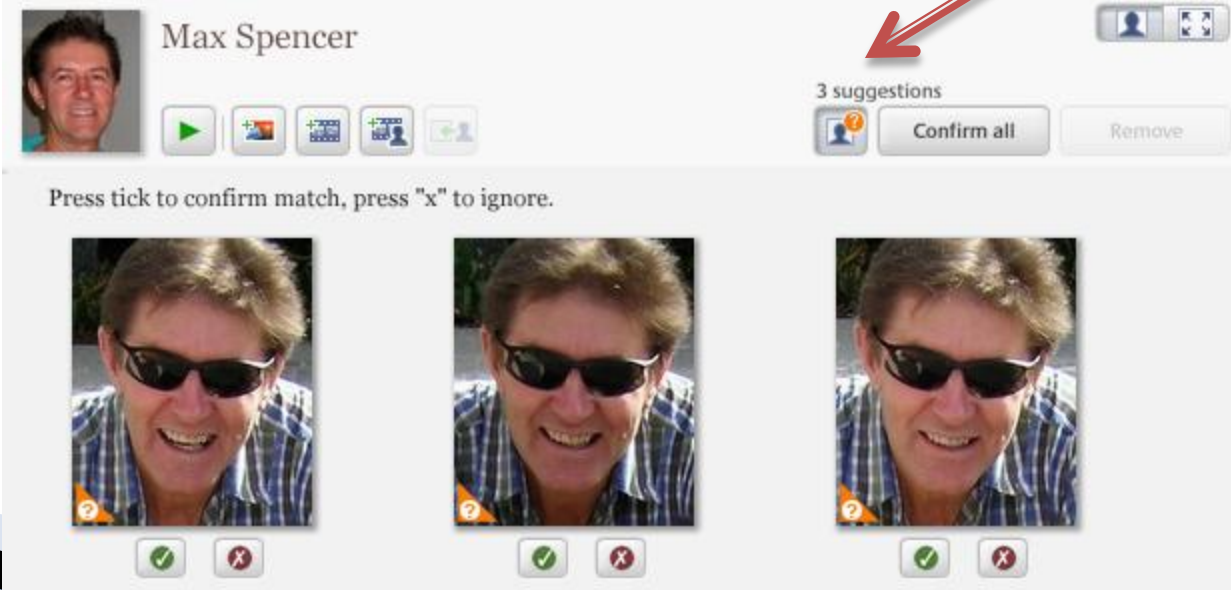 Max Spencer
3 suggestions
Confirm all
Remove
Press tick to confirm match, press "x" to ignore.